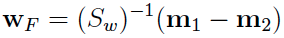 𝐰_F = (S_w)^{-1}(𝐦_1 − 𝐦_2)